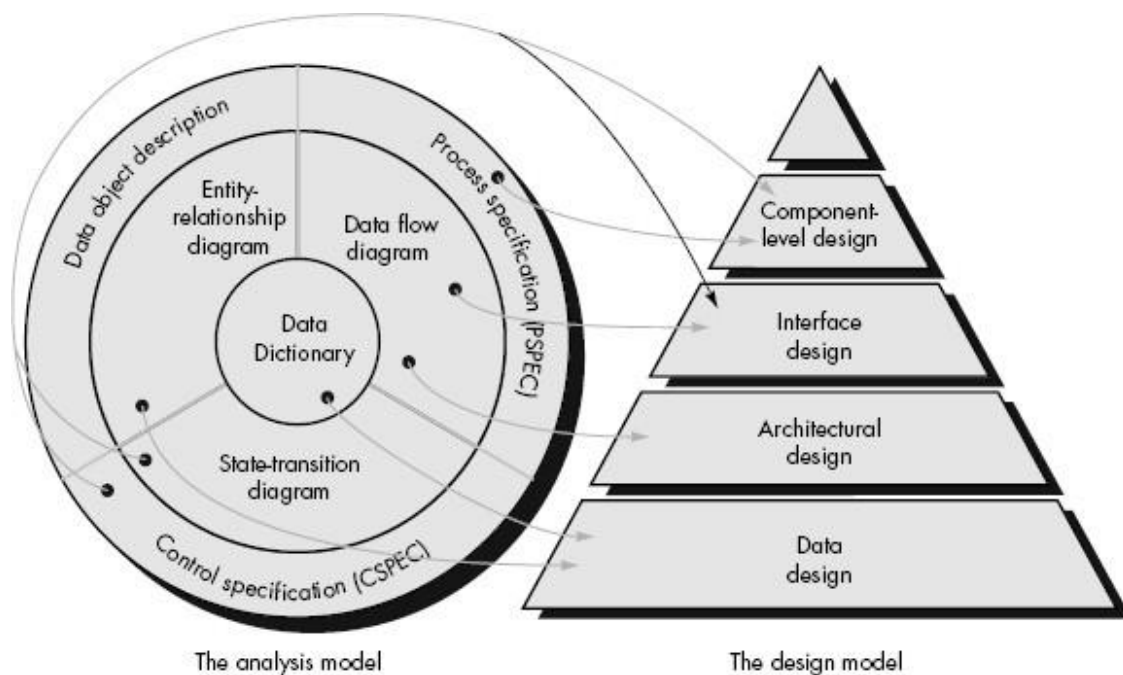 Data object description
Process specification (PSPEC)
Control specification (CSPEC)
Entity-
relationship
diagram
Data flow
diagram
Data
Dictionary
State-transition
diagram
The analysis model
Component-
level design
Interface
design
Architectural
design
Data
design
The design model